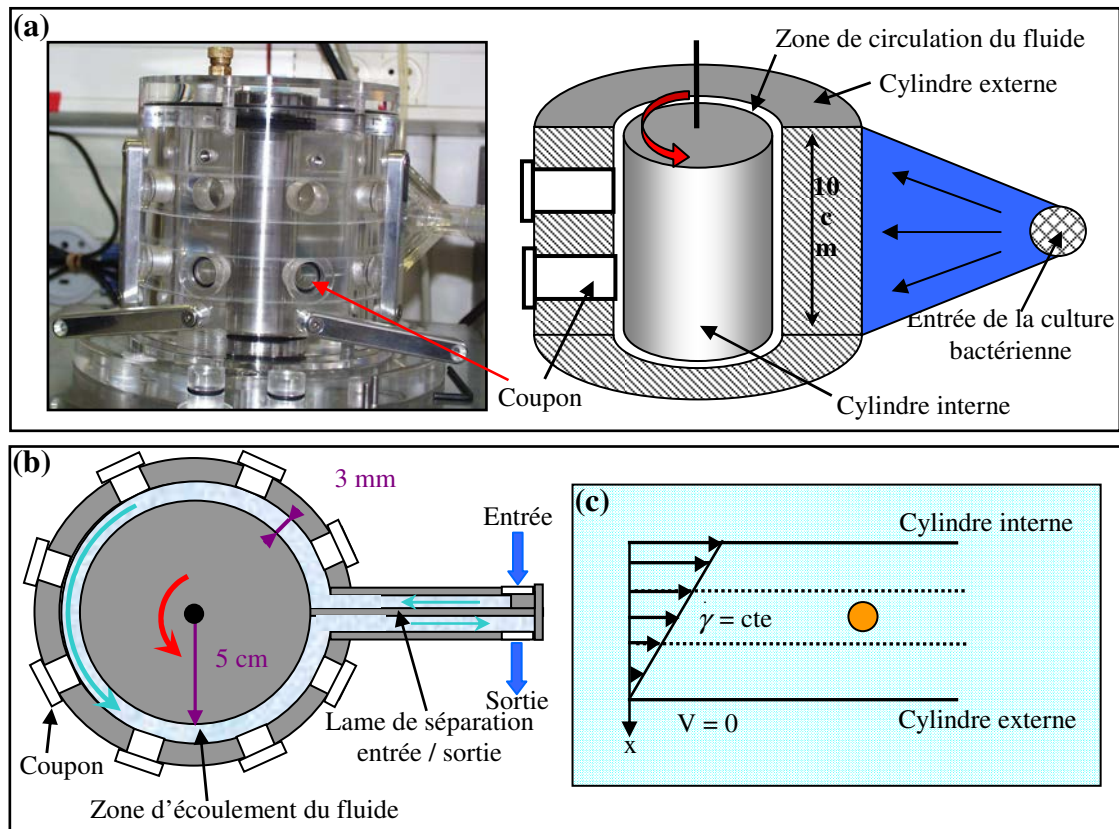 (a)
Zone de circulation du fluide
Cylindre externe
10
c
m
Entrée de la culture
bactérienne
Coupon
Cylindre interne
(b)
3 mm
Entrée
5 cm
Sortie
Lame de séparation
entrée / sortie
Coupon
Zone d'écoulement du fluide
(c)
Cylindre interne
γ̇ = cte
V = 0
Cylindre externe
x